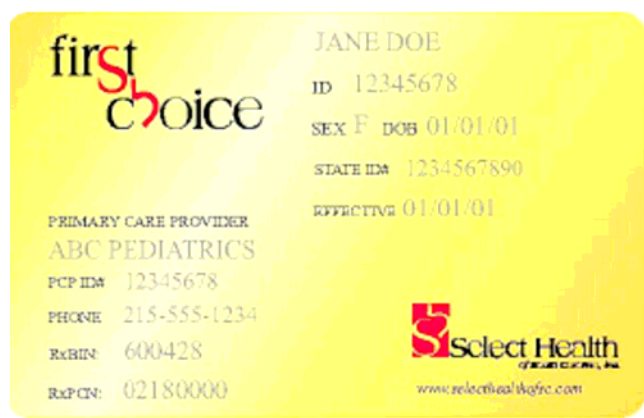 first
choice
JANE DOE
ID 12345678
SEX F DOB 01/01/01
STATE ID# 1234567890
EFFECTIVE 01/01/01
PRIMARY CARE PROVIDER
ABC PEDIATRICS
PCP ID# 12345678
PHONE 215-555-1234
RxBIN: 600428
RxPCN: 02180000
Select Health
www.selecthealthofsc.com